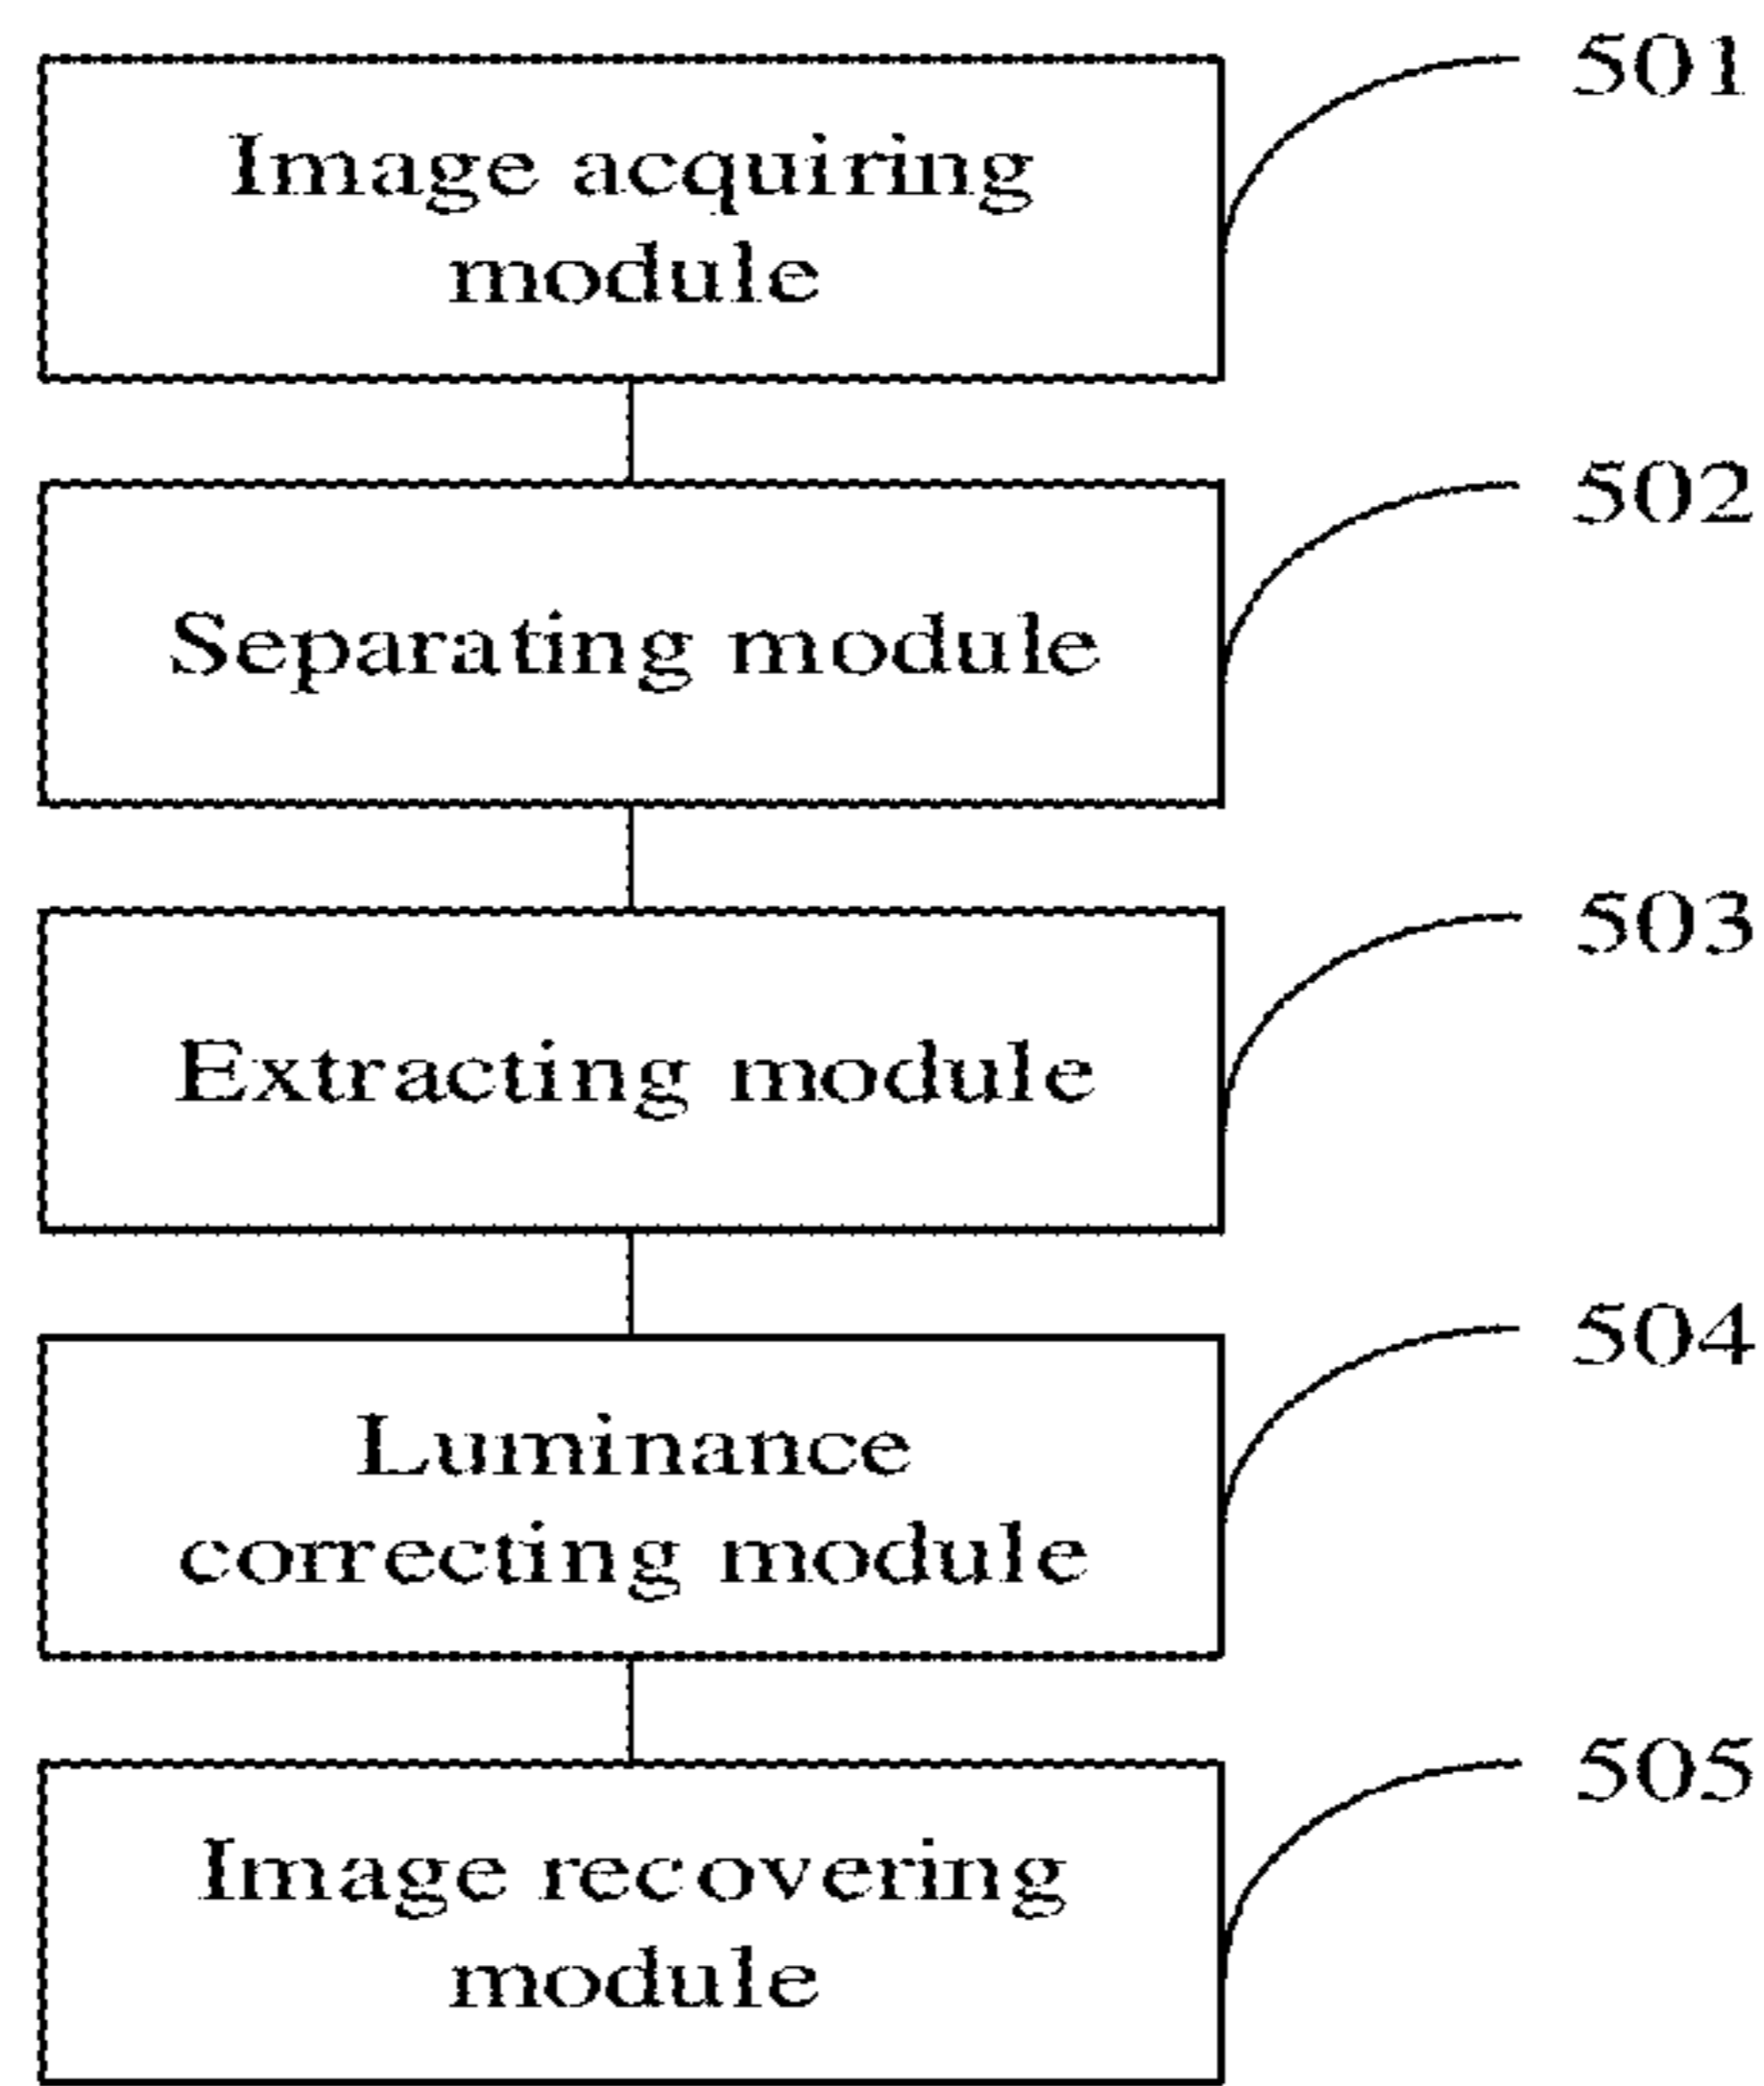 501
Image acquiring
module
502
Separating module
503
Extracting module
504
Luminance
correcting module
505
Image recovering
module